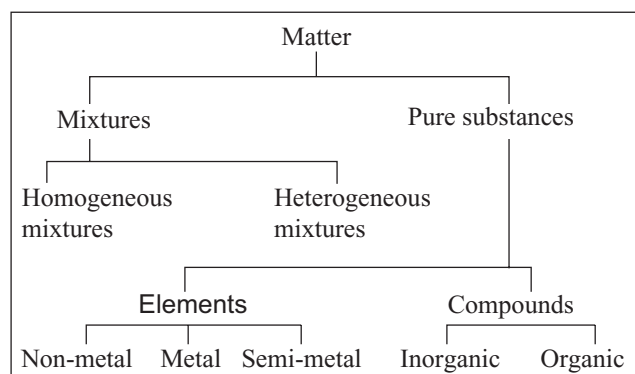 Matter
Mixtures
Pure substances
Homogeneous
mixtures
Heterogeneous
mixtures
Elements
Compounds
Non-metal
Metal
Semi-metal
Inorganic
Organic